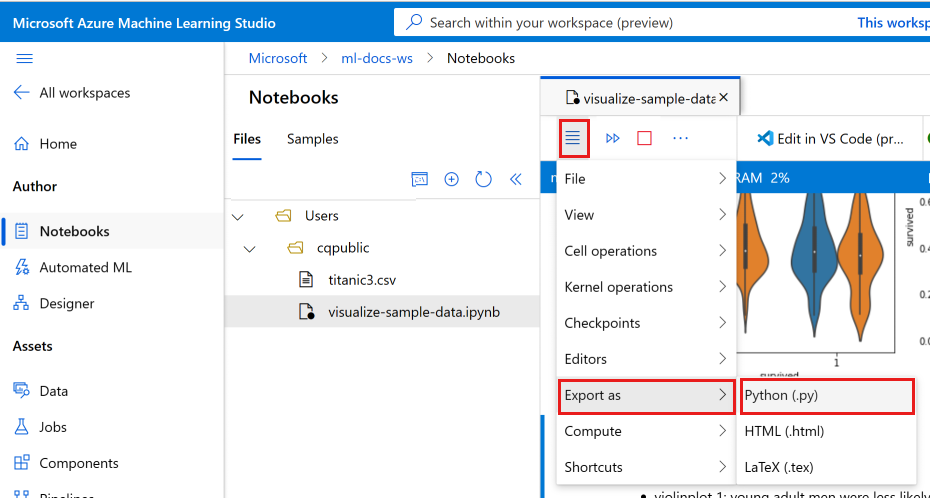 Microsoft Azure Machine Learning Studio
Search within your workspace (preview)
This worksp
Microsoft > ml-docs-ws > Notebooks
All workspaces
Home
Author
Notebooks
Automated ML
Designer
Assets
Data
Jobs
Components
Pipelines
Notebooks
Files
Samples
Users
cqpublic
titanic3.csv
visualize-sample-data.ipynb
visualize-sample-data
Edit in VS Code (pr...
RAM 2%
File
View
Cell operations
Kernel operations
Checkpoints
Editors
Export as
Compute
Shortcuts
Python (.py)
HTML (.html)
LaTeX (.tex)
1
survived
survived
0.6
0.4
0.2
0.0
violinplot 1: young adult men were less likely